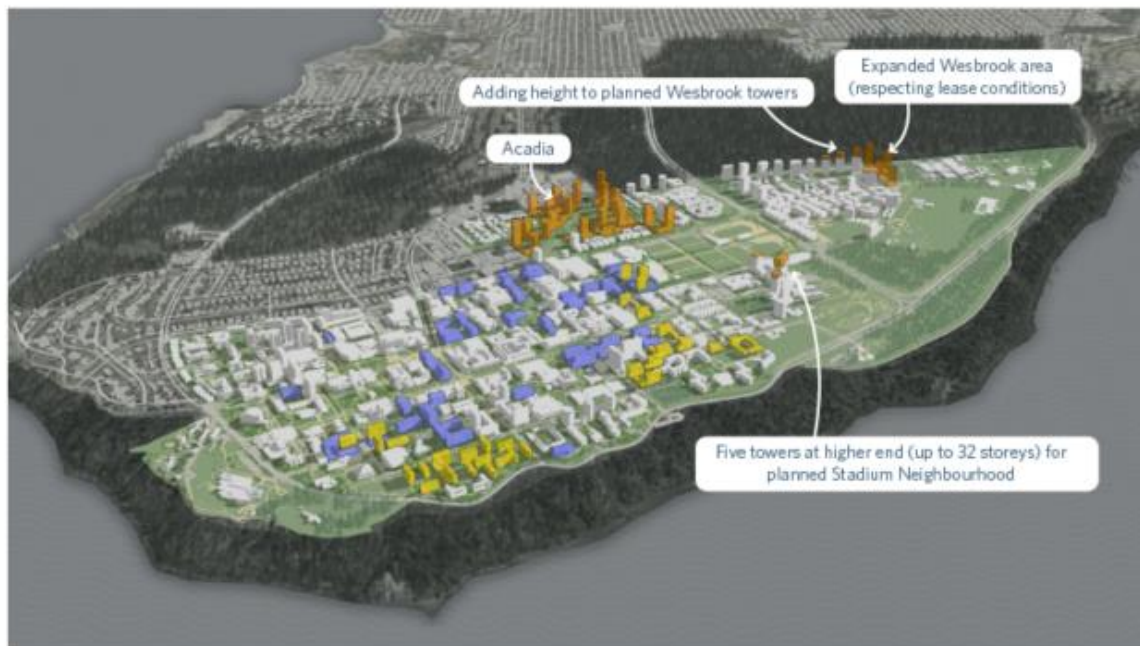 Expanded Wesbrook area
(respecting lease conditions)
Adding height to planned Wesbrook towers
Acadia
Five towers at higher end (up to 32 storeys) for
planned Stadium Neighbourhood